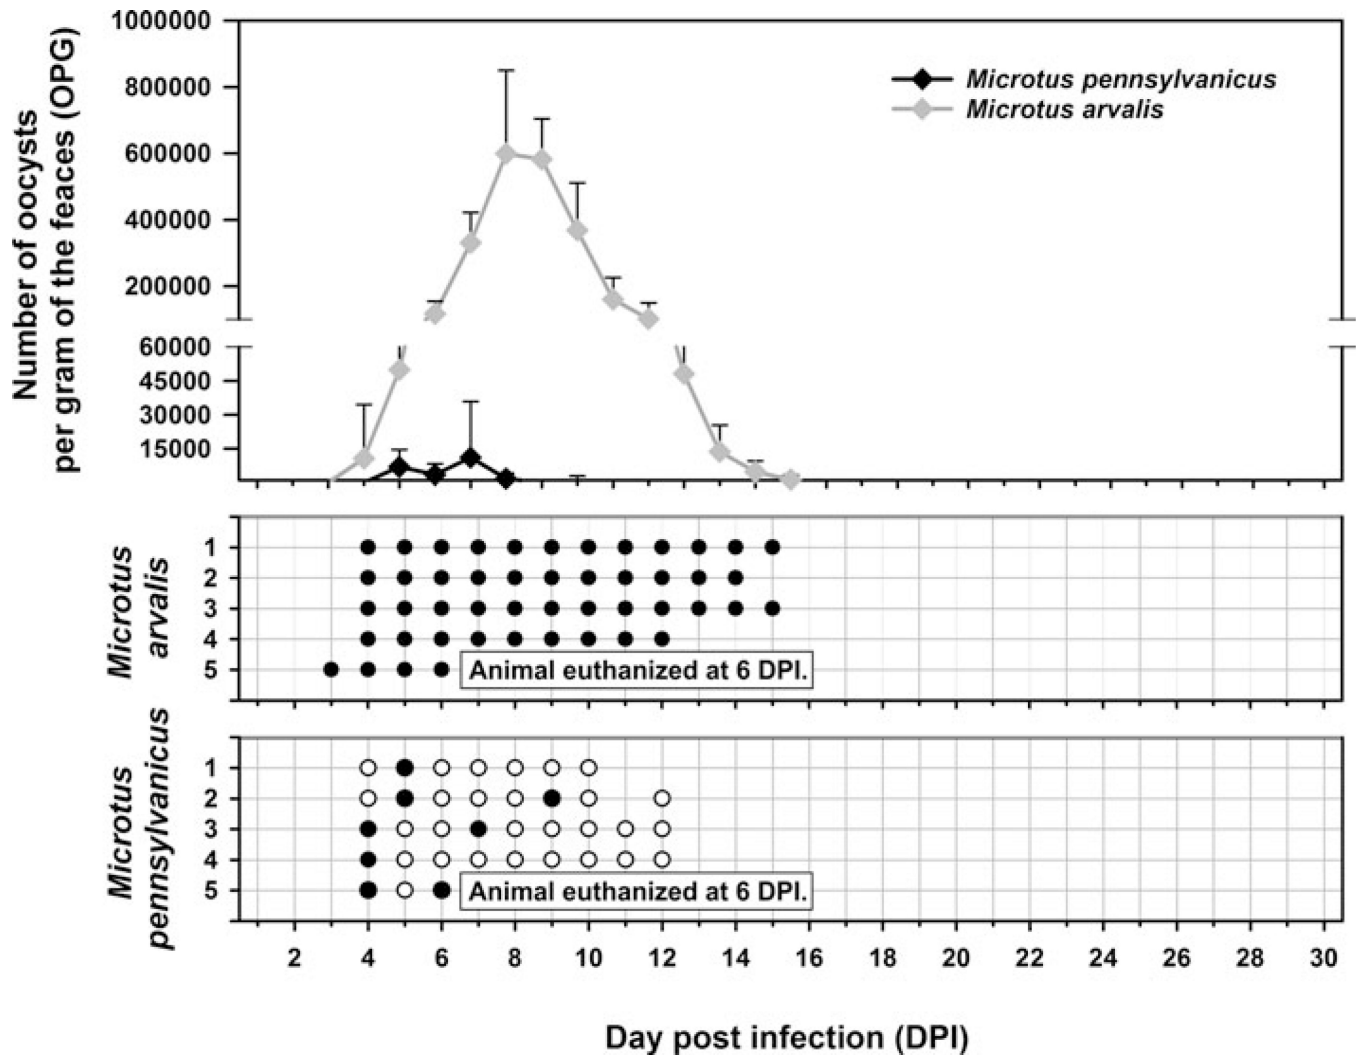 1000000
800000
600000
400000
200000
60000
45000
30000
15000
Number of oocysts
per gram of the feaces (OPG)
Microtus pennsylvanicus
Microtus arvalis
Microtus
arvalis
1
2
3
4
5
Animal euthanized at 6 DPI.
Microtus
pennsylvanicus
1
2
3
4
5
Animal euthanized at 6 DPI.
2 4 6 8 10 12 14 16 18 20 22 24 26 28 30
Day post infection (DPI)